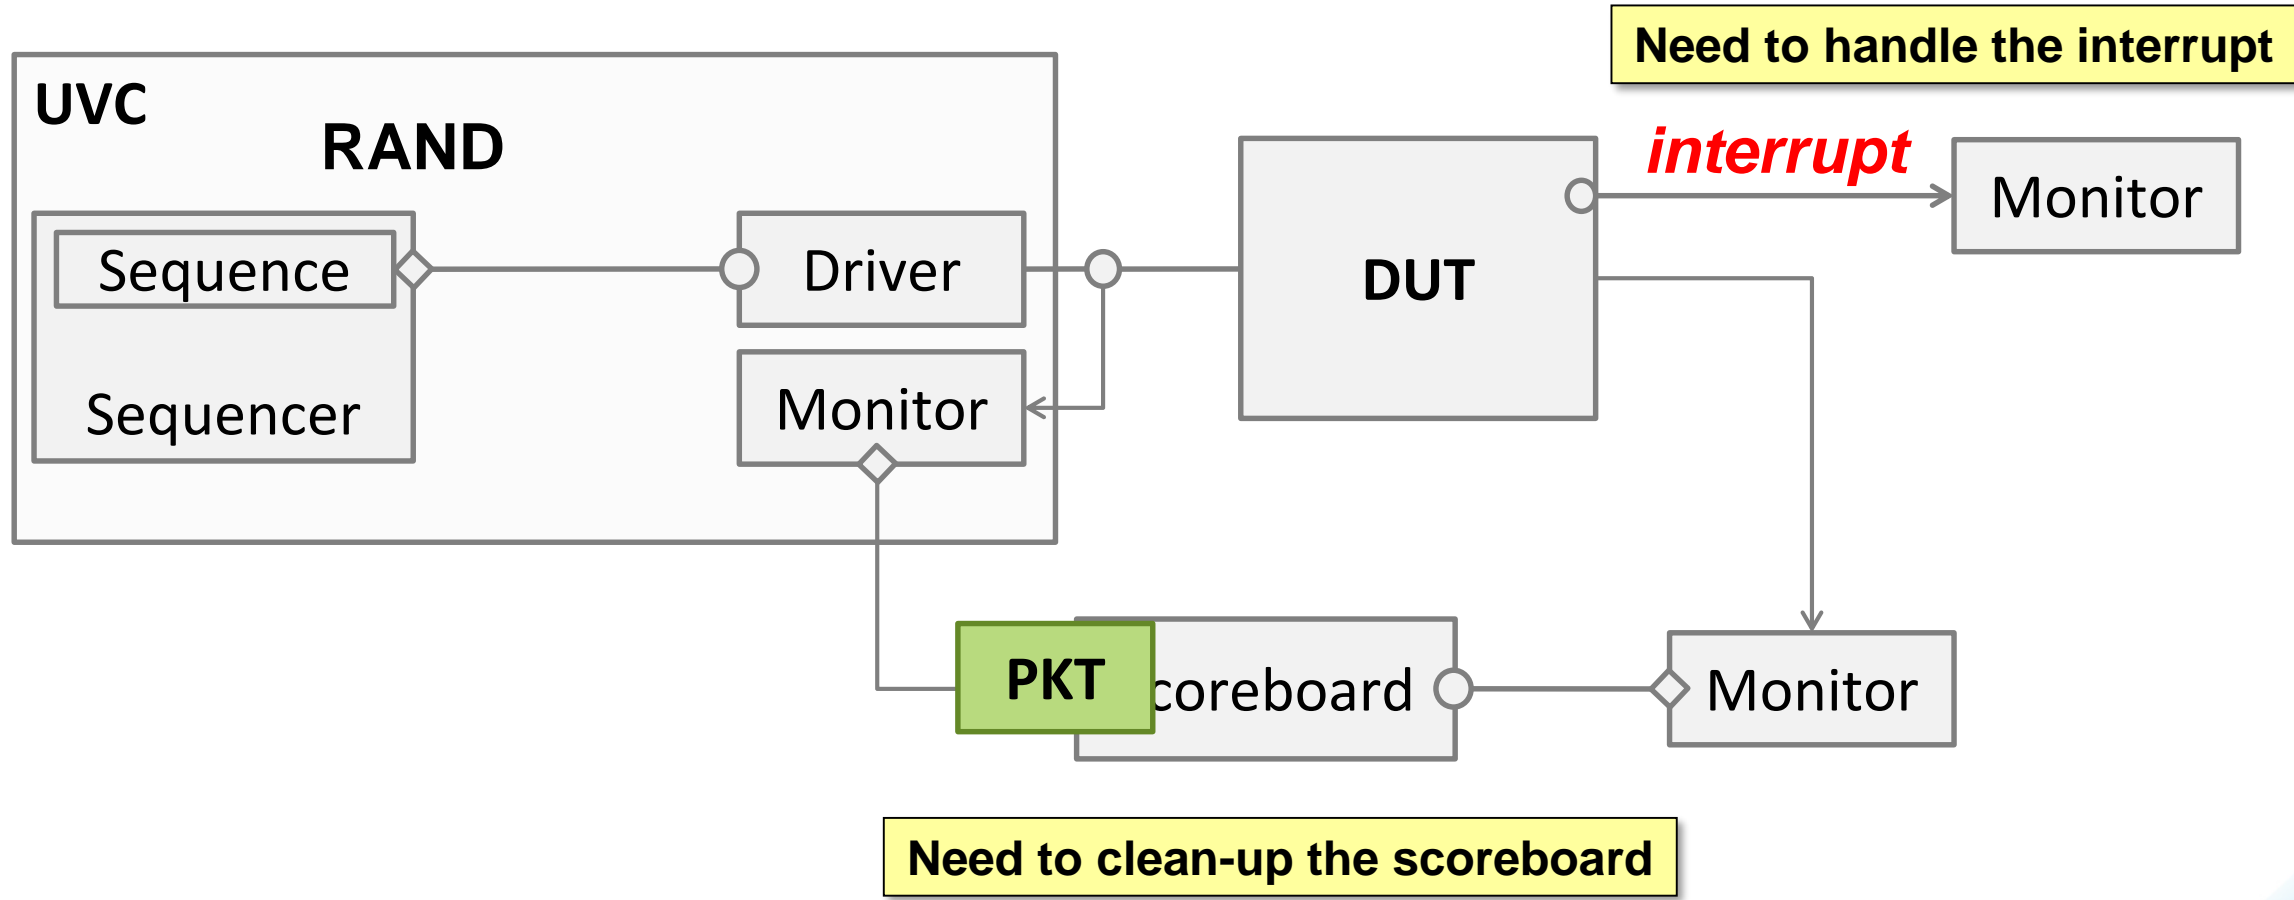 Need to handle the interrupt
UVC
RAND
interrupt
Monitor
Sequence
Driver
DUT
Monitor
Sequencer
PKT
coreboard
Monitor
Need to clean-up the scoreboard